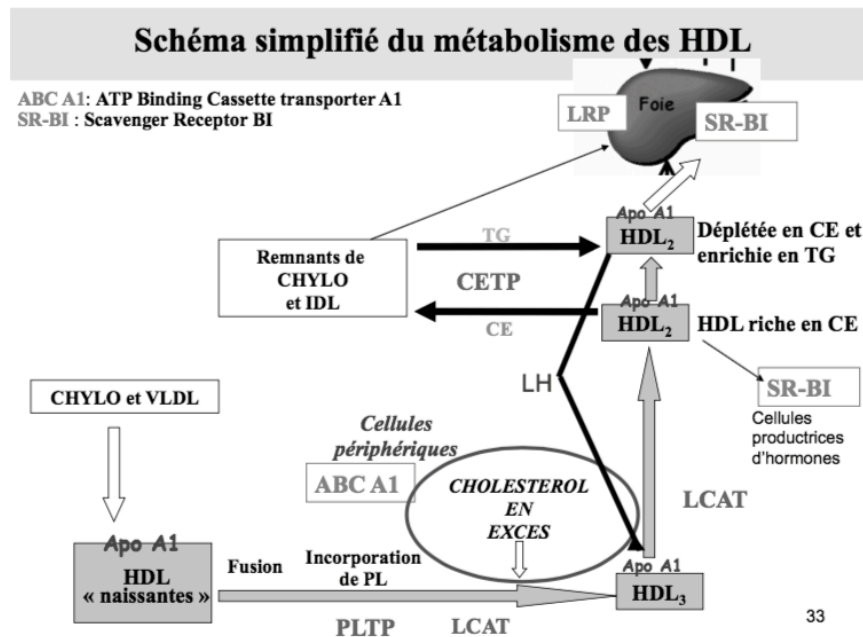 Schéma simplifié du métabolisme des HDL
ABC A1: ATP Binding Cassette transporter A1
SR-BI : Scavenger Receptor BI
LRP
Foie
SR-BI
Apo A1
HDL2
Déplétée en CE et
enrichie en TG
TG
Remnants de
CHYLO
et IDL
CETP
Apo A1
HDL2
HDL riche en CE
CE
LH
SR-BI
Cellules
productrices
d'hormones
CHYLO et VLDL
Cellules
périphériques
ABC A1
CHOLESTEROL
EN
EXCES
LCAT
Apo A1
HDL
« naissantes »
Fusion
Incorporation
de PL
Apo A1
HDL3
PLTP
LCAT
33